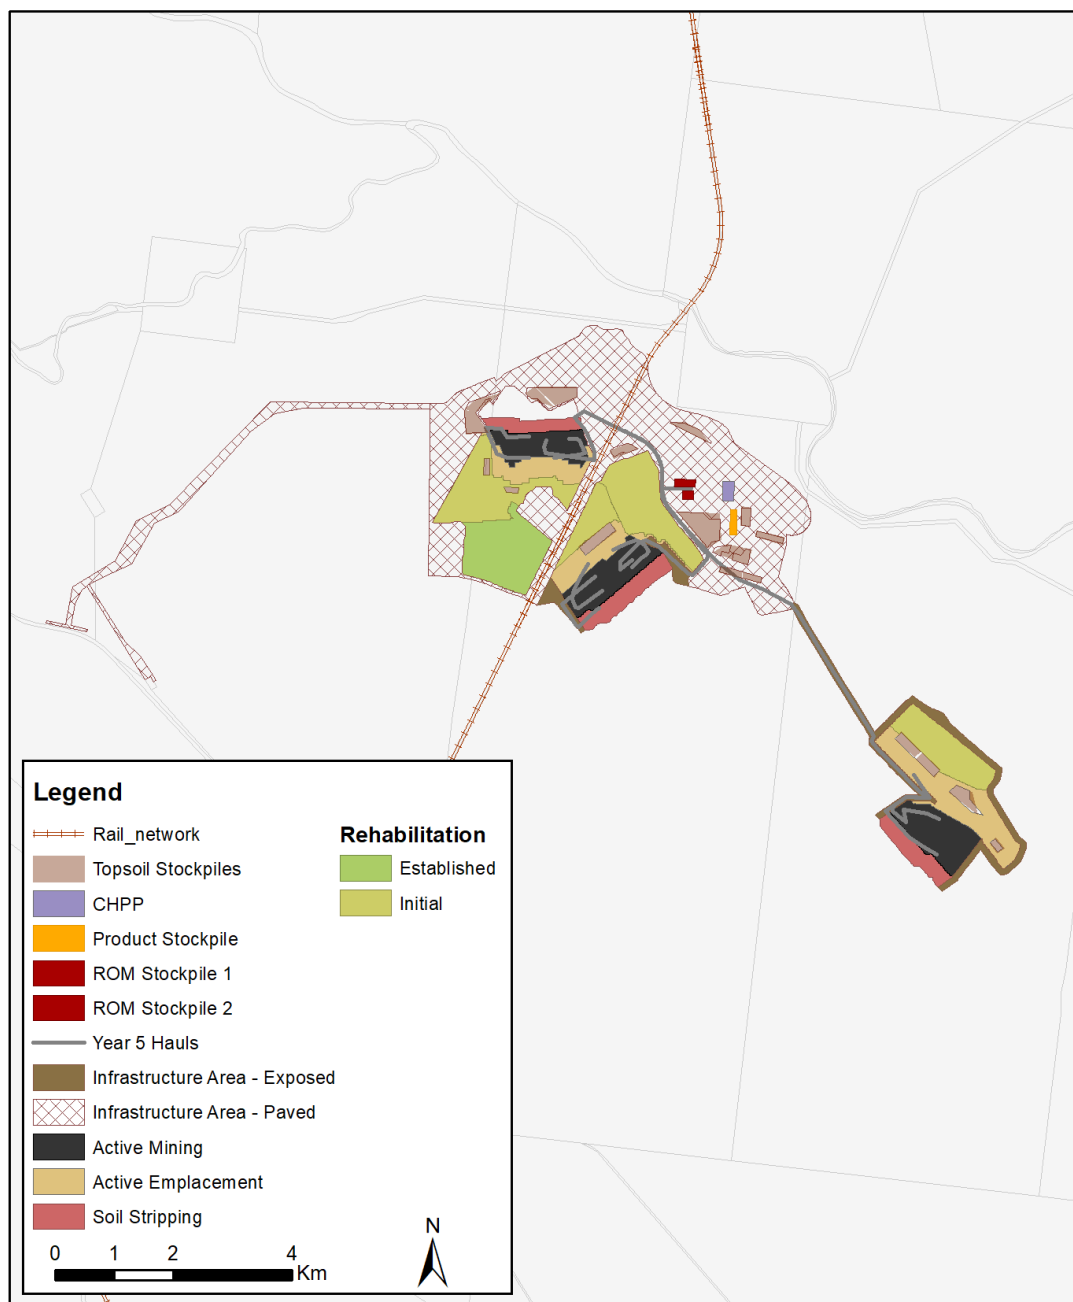 Legend
Rail_network
Topsoil Stockpiles
CHPP
Product Stockpile
ROM Stockpile 1
ROM Stockpile 2
Year 5 Hauls
Infrastructure Area - Exposed
Infrastructure Area - Paved
Active Mining
Active Emplacement
Soil Stripping
Rehabilitation
Established
Initial
0 1 2 4
Km
N